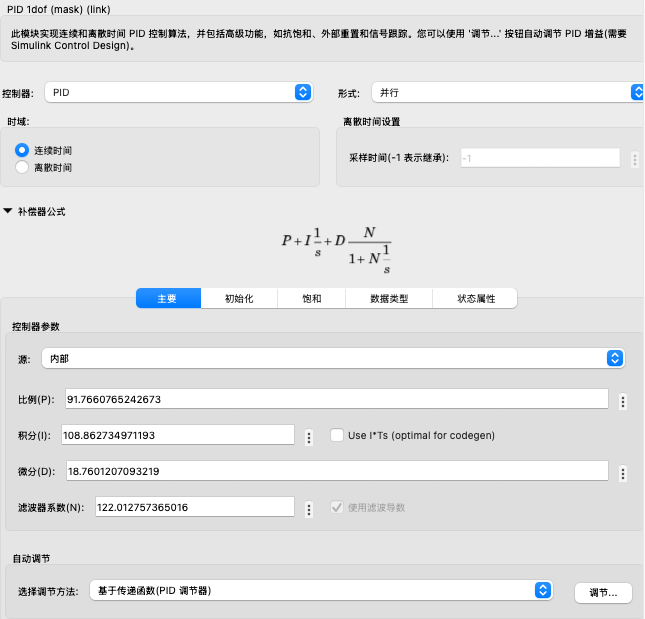 PID 1dof (mask) (link)
此模块实现连续和离散时间 PID 控制算法，并包括高级功能，如抗饱和、外部重置和信号跟踪。您可以使用 '调节...' 按钮自动调节 PID 增益(需要
Simulink Control Design)。
控制器: PID
形式: 并行
时域:
连续时间
离散时间
离散时间设置
采样时间(-1 表示继承): -1
补偿器公式
P + I 1/s + D N/(1 + N 1/s)
主要 初始化 饱和 数据类型 状态属性
控制器参数
源: 内部
比例(P): 91.7660765242673
积分(I): 108.862734971193 Use I*Ts (optimal for codegen)
微分(D): 18.7601207093219
滤波器系数(N): 122.012757365016 使用滤波导数
自动调节
选择调节方法: 基于传递函数(PID 调节器) 调节...